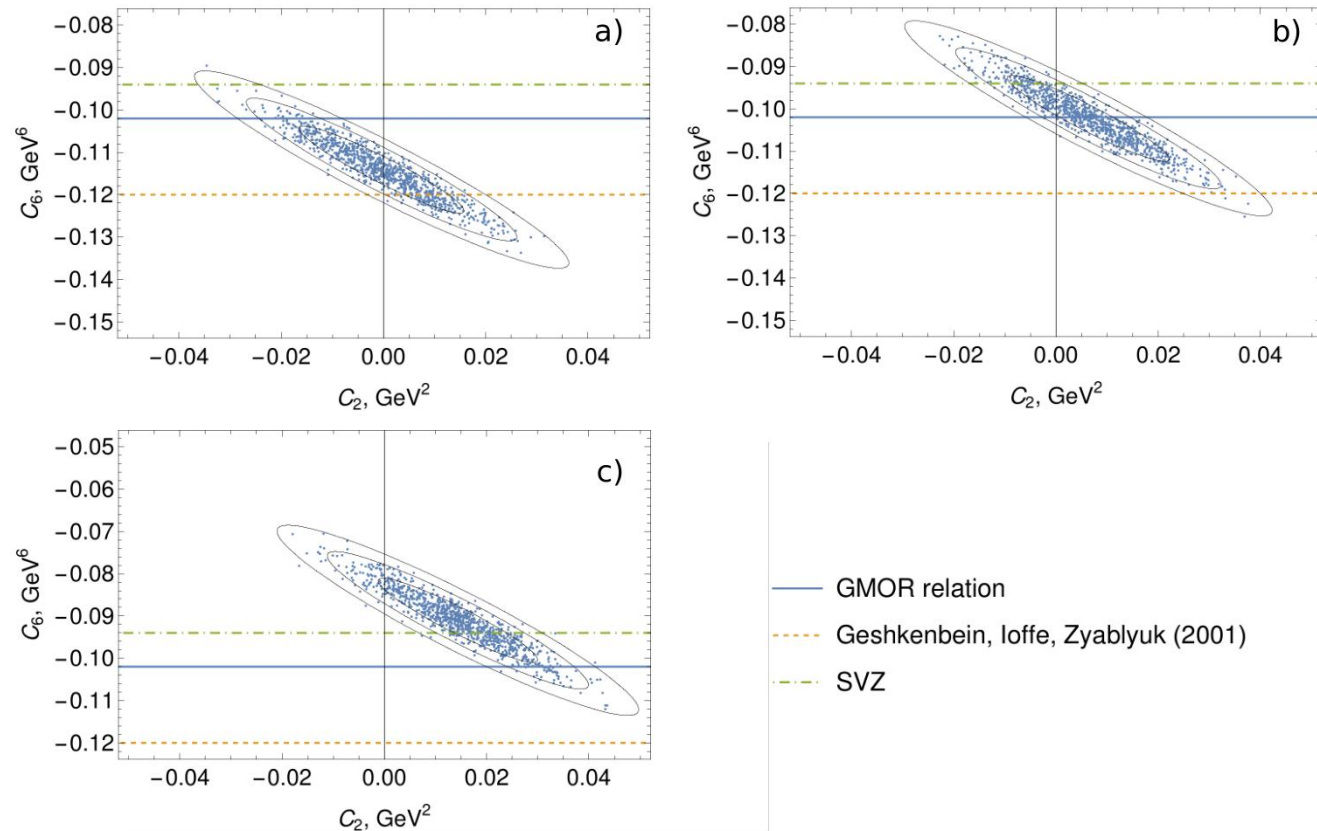 a)
−0.08
−0.09
−0.10
−0.11
−0.12
−0.13
−0.14
−0.15
C6, GeV⁶
−0.04 −0.02 0.00 0.02 0.04
C2, GeV²
b)
−0.08
−0.09
−0.10
−0.11
−0.12
−0.13
−0.14
−0.15
C6, GeV⁶
−0.04 −0.02 0.00 0.02 0.04
C2, GeV²
c)
−0.05
−0.06
−0.07
−0.08
−0.09
−0.10
−0.11
−0.12
C6, GeV⁶
−0.04 −0.02 0.00 0.02 0.04
C2, GeV²
GMOR relation
Geshkenbein, Ioffe, Zyablyuk (2001)
SVZ